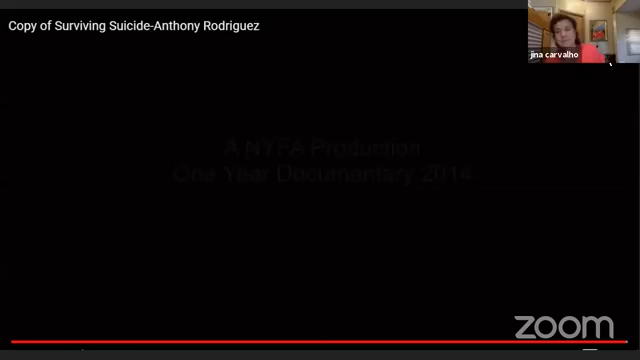 Copy of Surviving Suicide-Anthony Rodriguez
jina carvalho
A NYFA Production
One Year Documentary 2014
zoom